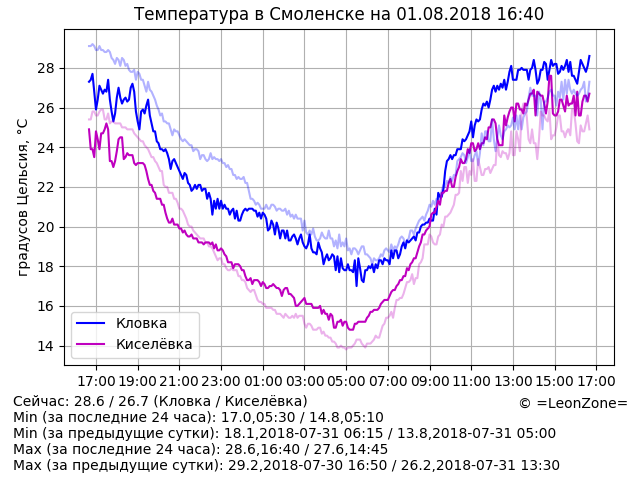 Температура в Смоленске на 01.08.2018 16:40
градусов Цельсия, °C
28
26
24
22
20
18
16
14
Кловка
Киселёвка
17:00 19:00 21:00 23:00 01:00 03:00 05:00 07:00 09:00 11:00 13:00 15:00 17:00
Сейчас: 28.6 / 26.7 (Кловка / Киселёвка)
© =LeonZone=
Min (за последние 24 часа): 17.0,05:30 / 14.8,05:10
Min (за предыдущие сутки): 18.1,2018-07-31 06:15 / 13.8,2018-07-31 05:00
Max (за последние 24 часа): 28.6,16:40 / 27.6,14:45
Max (за предыдущие сутки): 29.2,2018-07-30 16:50 / 26.2,2018-07-31 13:30